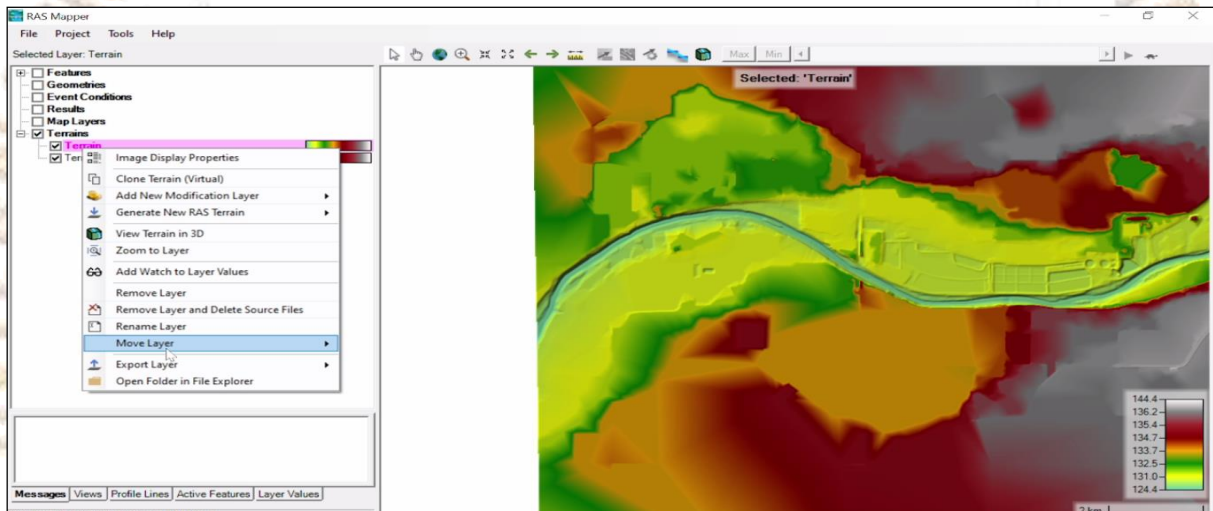 RAS Mapper
File Project Tools Help
Selected Layer: Terrain
Max Min
Selected: 'Terrain'
Features
Geometries
Event Conditions
Results
Map Layers
Terrains
Terrain
Ter
Image Display Properties
Clone Terrain (Virtual)
Add New Modification Layer
Generate New RAS Terrain
View Terrain in 3D
Zoom to Layer
Add Watch to Layer Values
Remove Layer
Remove Layer and Delete Source Files
Rename Layer
Move Layer
Export Layer
Open Folder in File Explorer
144.4
136.2
135.4
134.7
133.7
132.5
131.0
124.4
2 km
Messages Views Profile Lines Active Features Layer Values